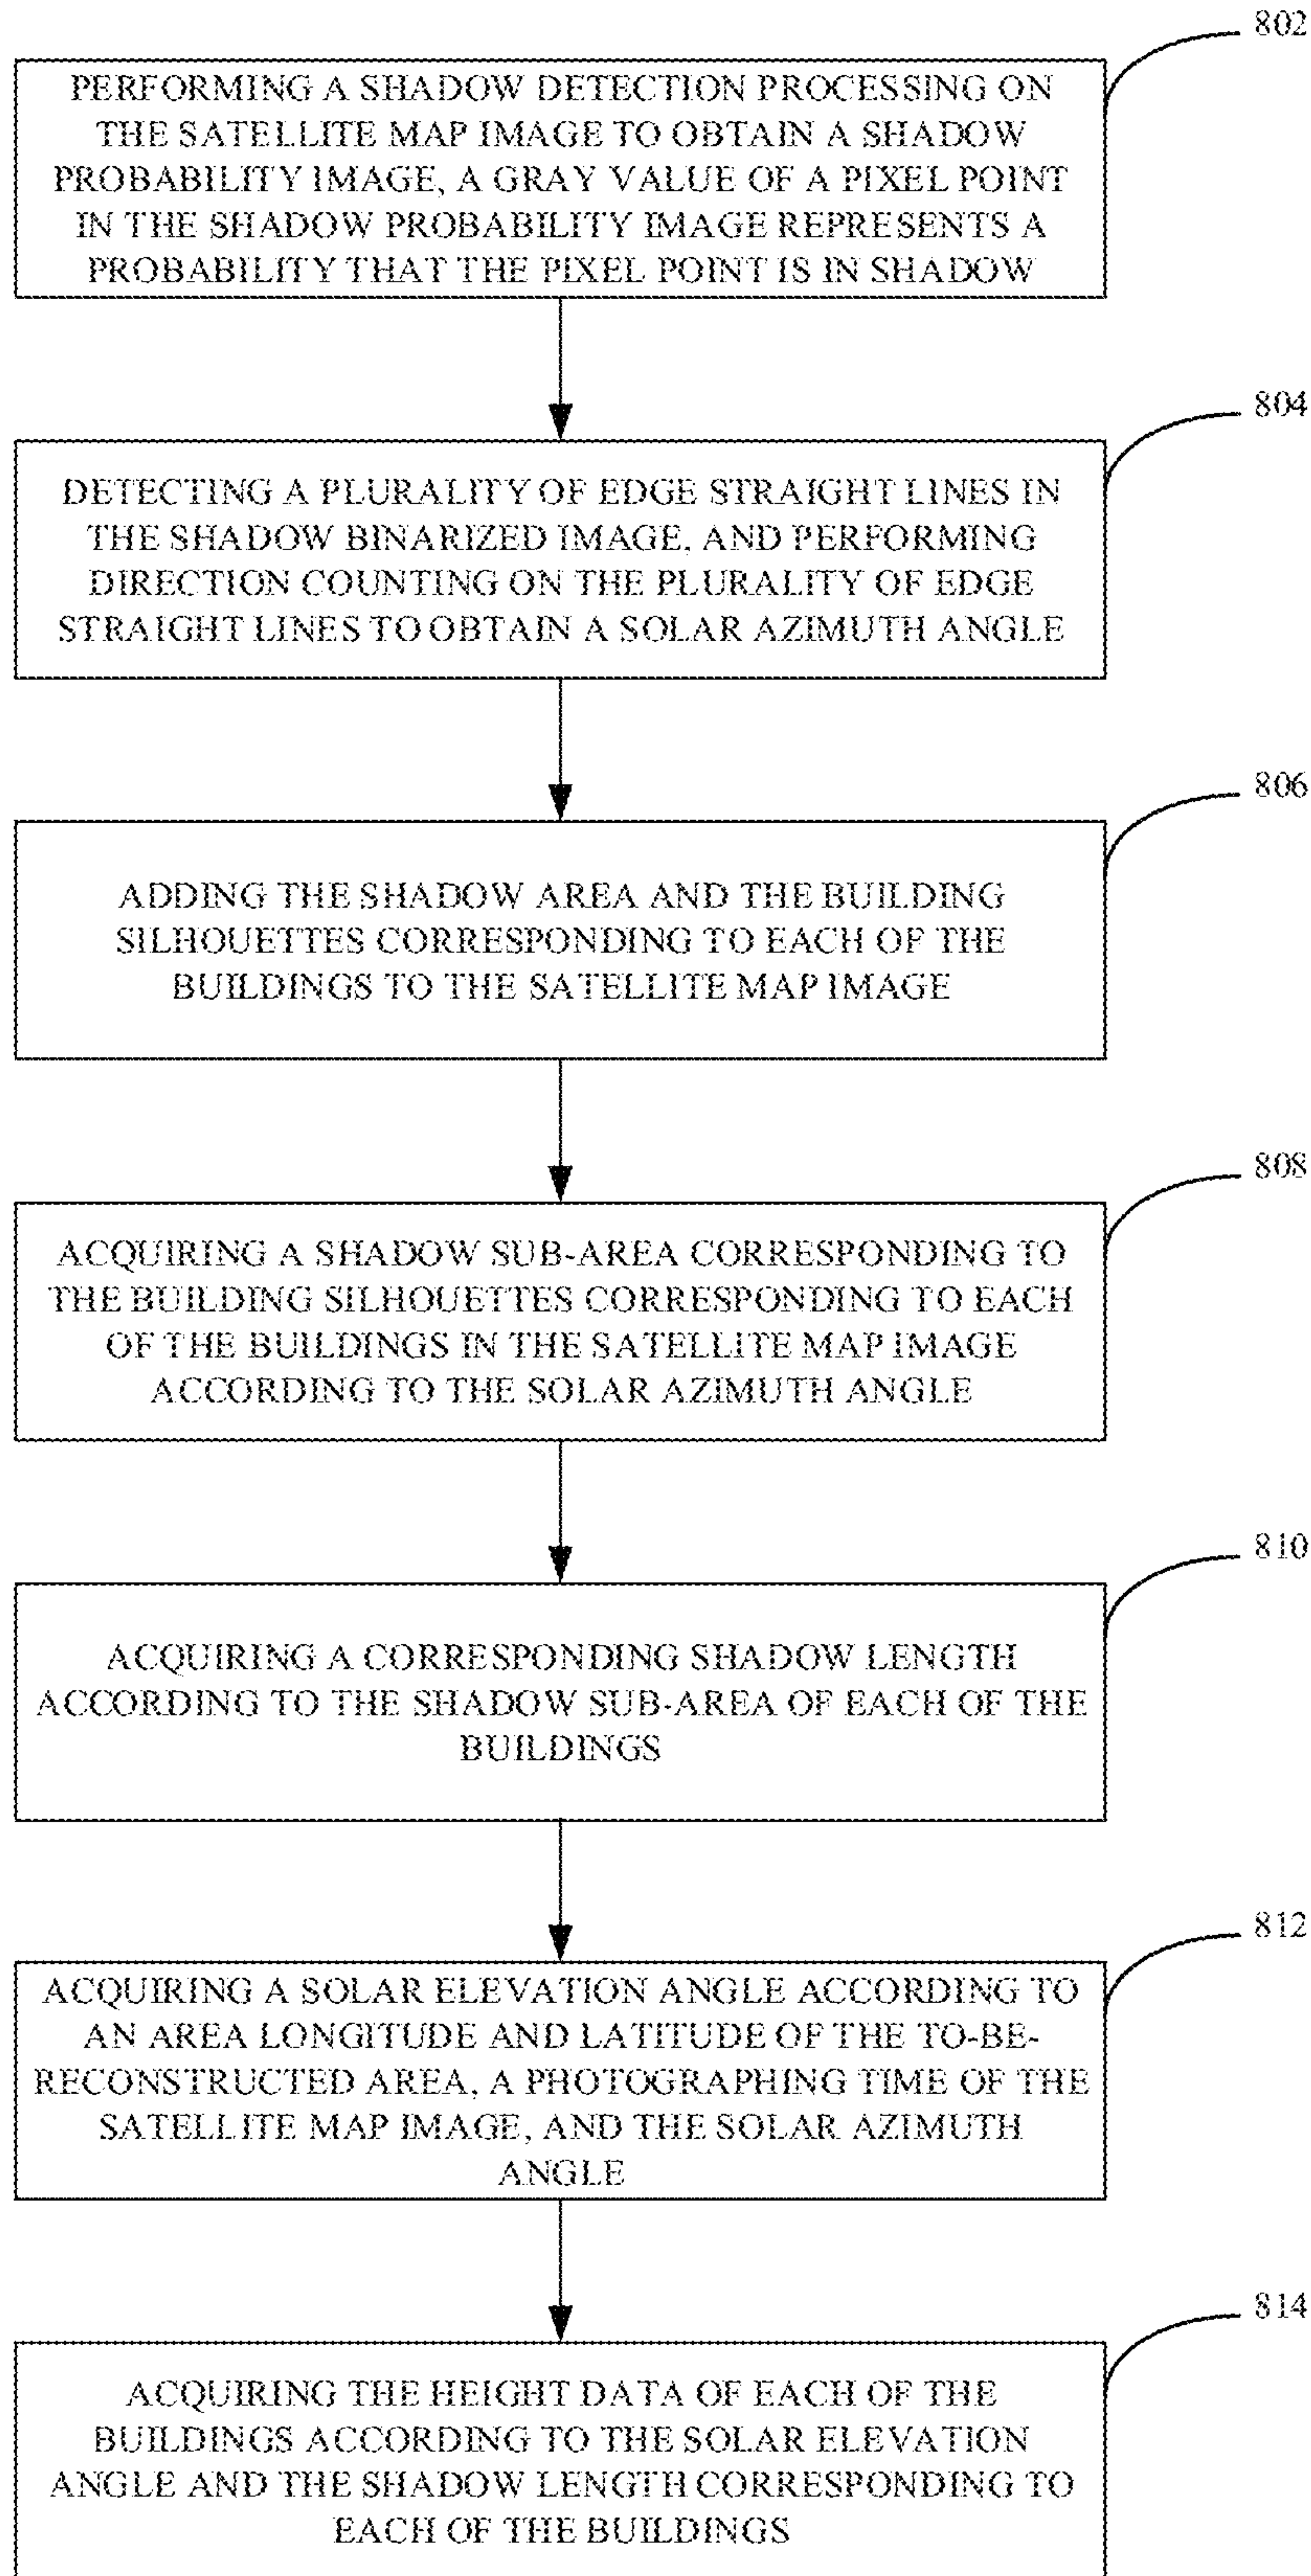 802
PERFORMING A SHADOW DETECTION PROCESSING ON
THE SATELLITE MAP IMAGE TO OBTAIN A SHADOW
PROBABILITY IMAGE, A GRAY VALUE OF A PIXEL POINT
IN THE SHADOW PROBABILITY IMAGE REPRESENTS A
PROBABILITY THAT THE PIXEL POINT IS IN SHADOW
804
DETECTING A PLURALITY OF EDGE STRAIGHT LINES IN
THE SHADOW BINARIZED IMAGE, AND PERFORMING
DIRECTION COUNTING ON THE PLURALITY OF EDGE
STRAIGHT LINES TO OBTAIN A SOLAR AZIMUTH ANGLE
806
ADDING THE SHADOW AREA AND THE BUILDING
SILHOUETTES CORRESPONDING TO EACH OF THE
BUILDINGS TO THE SATELLITE MAP IMAGE
808
ACQUIRING A SHADOW SUB-AREA CORRESPONDING TO
THE BUILDING SILHOUETTES CORRESPONDING TO EACH
OF THE BUILDINGS IN THE SATELLITE MAP IMAGE
ACCORDING TO THE SOLAR AZIMUTH ANGLE
810
ACQUIRING A CORRESPONDING SHADOW LENGTH
ACCORDING TO THE SHADOW SUB-AREA OF EACH OF THE
BUILDINGS
812
ACQUIRING A SOLAR ELEVATION ANGLE ACCORDING TO
AN AREA LONGITUDE AND LATITUDE OF THE TO-BE-
RECONSTRUCTED AREA, A PHOTOGRAPHING TIME OF THE
SATELLITE MAP IMAGE, AND THE SOLAR AZIMUTH
ANGLE
814
ACQUIRING THE HEIGHT DATA OF EACH OF THE
BUILDINGS ACCORDING TO THE SOLAR ELEVATION
ANGLE AND THE SHADOW LENGTH CORRESPONDING TO
EACH OF THE BUILDINGS